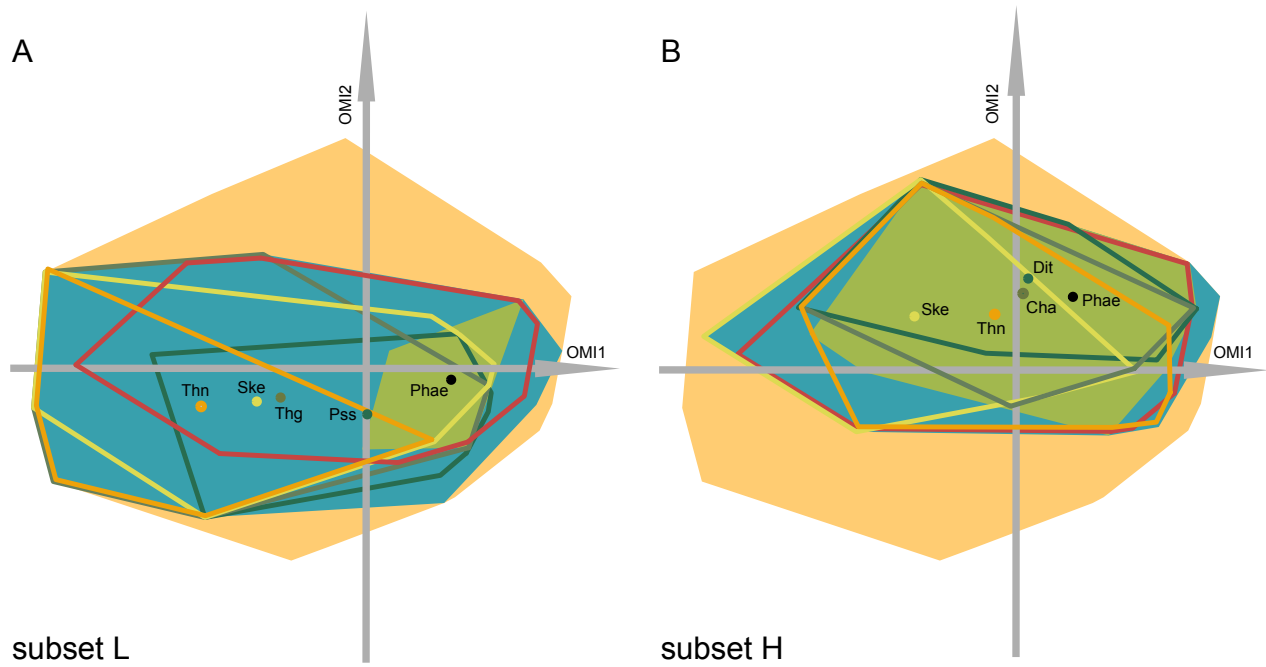 A
OMI2
OMI1
Thn
Ske
Thg
Pss
Phae
subset L
B
OMI2
OMI1
Dit
Cha
Phae
Ske
Thn
subset H